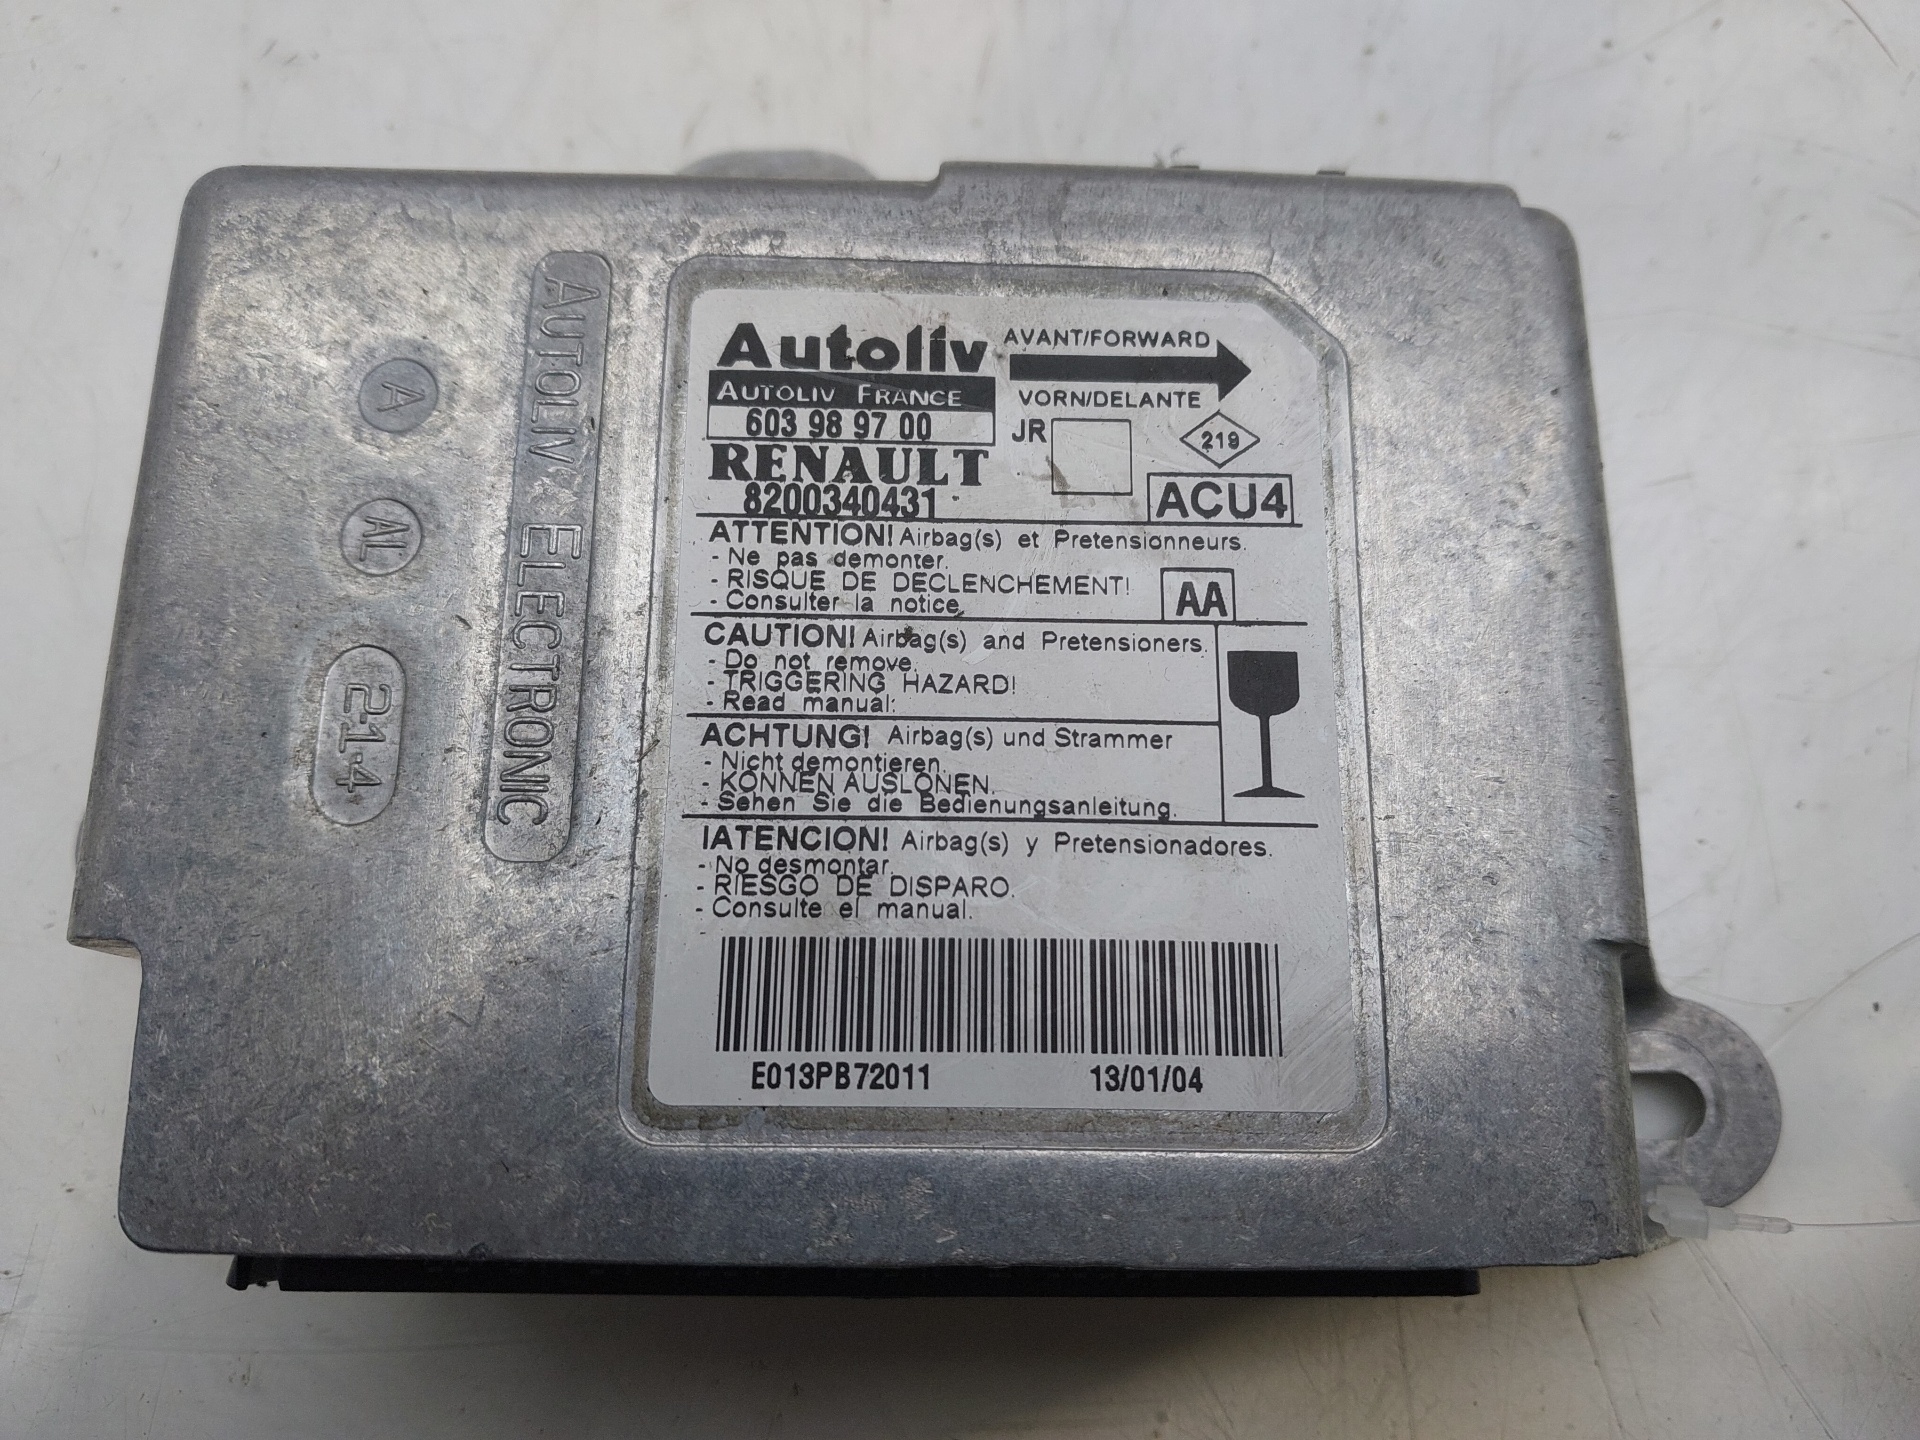 AUTOLIV ELECTRONIC
A
AL
2-1-4
Autoliv
AUTOLIV FRANCE
603 98 97 00
RENAULT
8200340431
AVANT/FORWARD
VORN/DELANTE
JR
219
ACU4
ATTENTION! Airbag(s) et Pretensionneurs.
- Ne pas demonter.
- RISQUE DE DECLENCHEMENT!
- Consulter la notice.
AA
CAUTION! Airbag(s) and Pretensioners.
- Do not remove.
- TRIGGERING HAZARD!
- Read manual:
ACHTUNG! Airbag(s) und Strammer
- Nicht demontieren.
- KONNEN AUSLONEN.
- Sehen Sie die Bedienungsanleitung.
IATENCION! Airbag(s) y Pretensionadores.
- No desmontar.
- RIESGO DE DISPARO.
- Consulte el manual.
E013PB72011 13/01/04